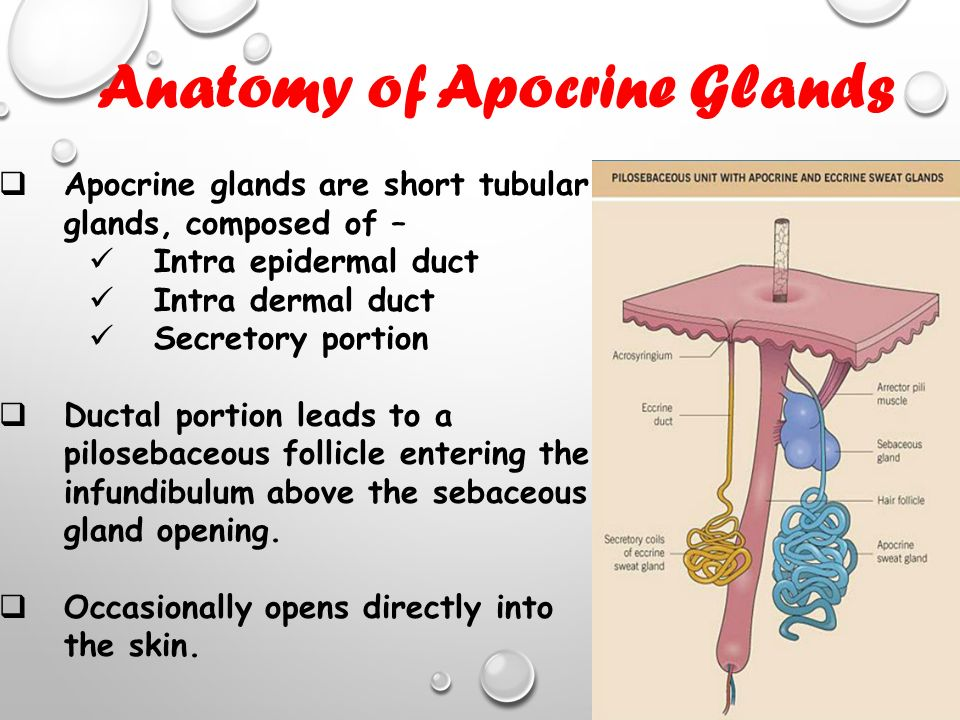 Anatomy of Apocrine Glands
Apocrine glands are short tubular
glands, composed of –
Intra epidermal duct
Intra dermal duct
Secretory portion
Ductal portion leads to a
pilosebaceous follicle entering the
infundibulum above the sebaceous
gland opening.
Occasionally opens directly into
the skin.
PILOSEBACEOUS UNIT WITH APOCRINE AND ECCRINE SWEAT GLANDS
Acrosyringium
Arrector pili
muscle
Eccrine
duct
Sebaceous
gland
Hair follicle
Secretory coils
of eccrine
sweat gland
Apocrine
sweat gland